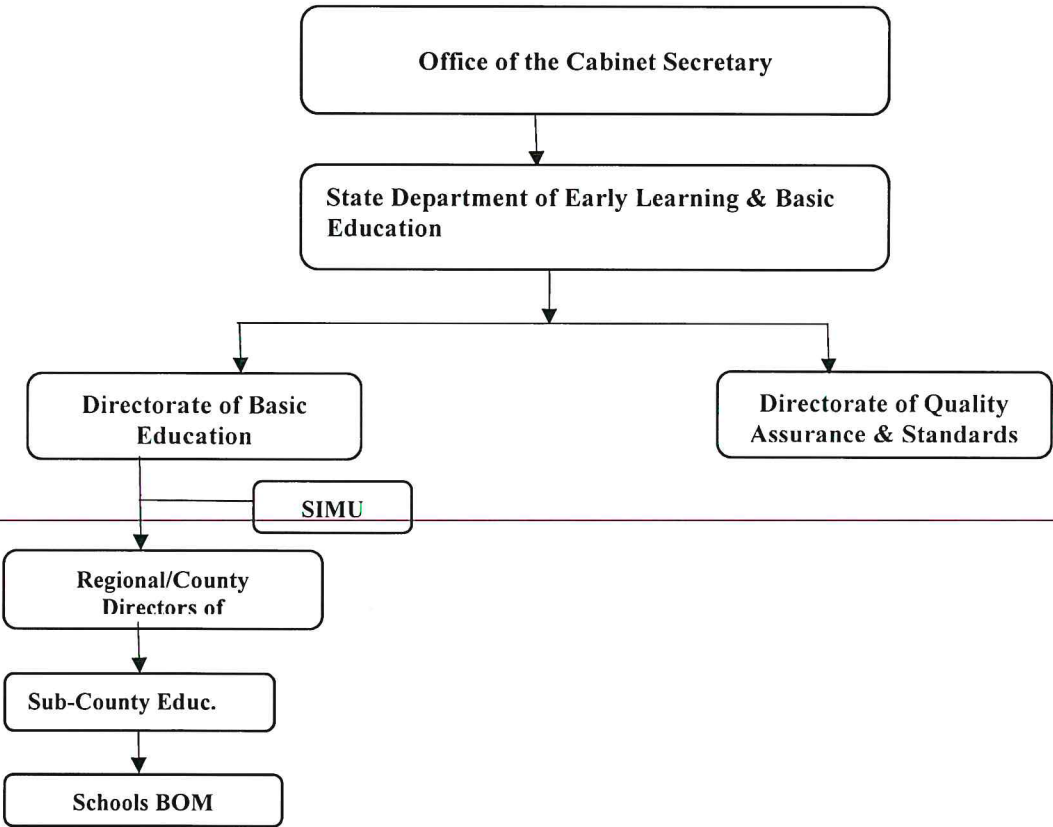 Office of the Cabinet Secretary
State Department of Early Learning & Basic
Education
Directorate of Basic
Education
Directorate of Quality
Assurance & Standards
SIMU
Regional/County
Directors of
Sub-County Educ.
Schools BOM